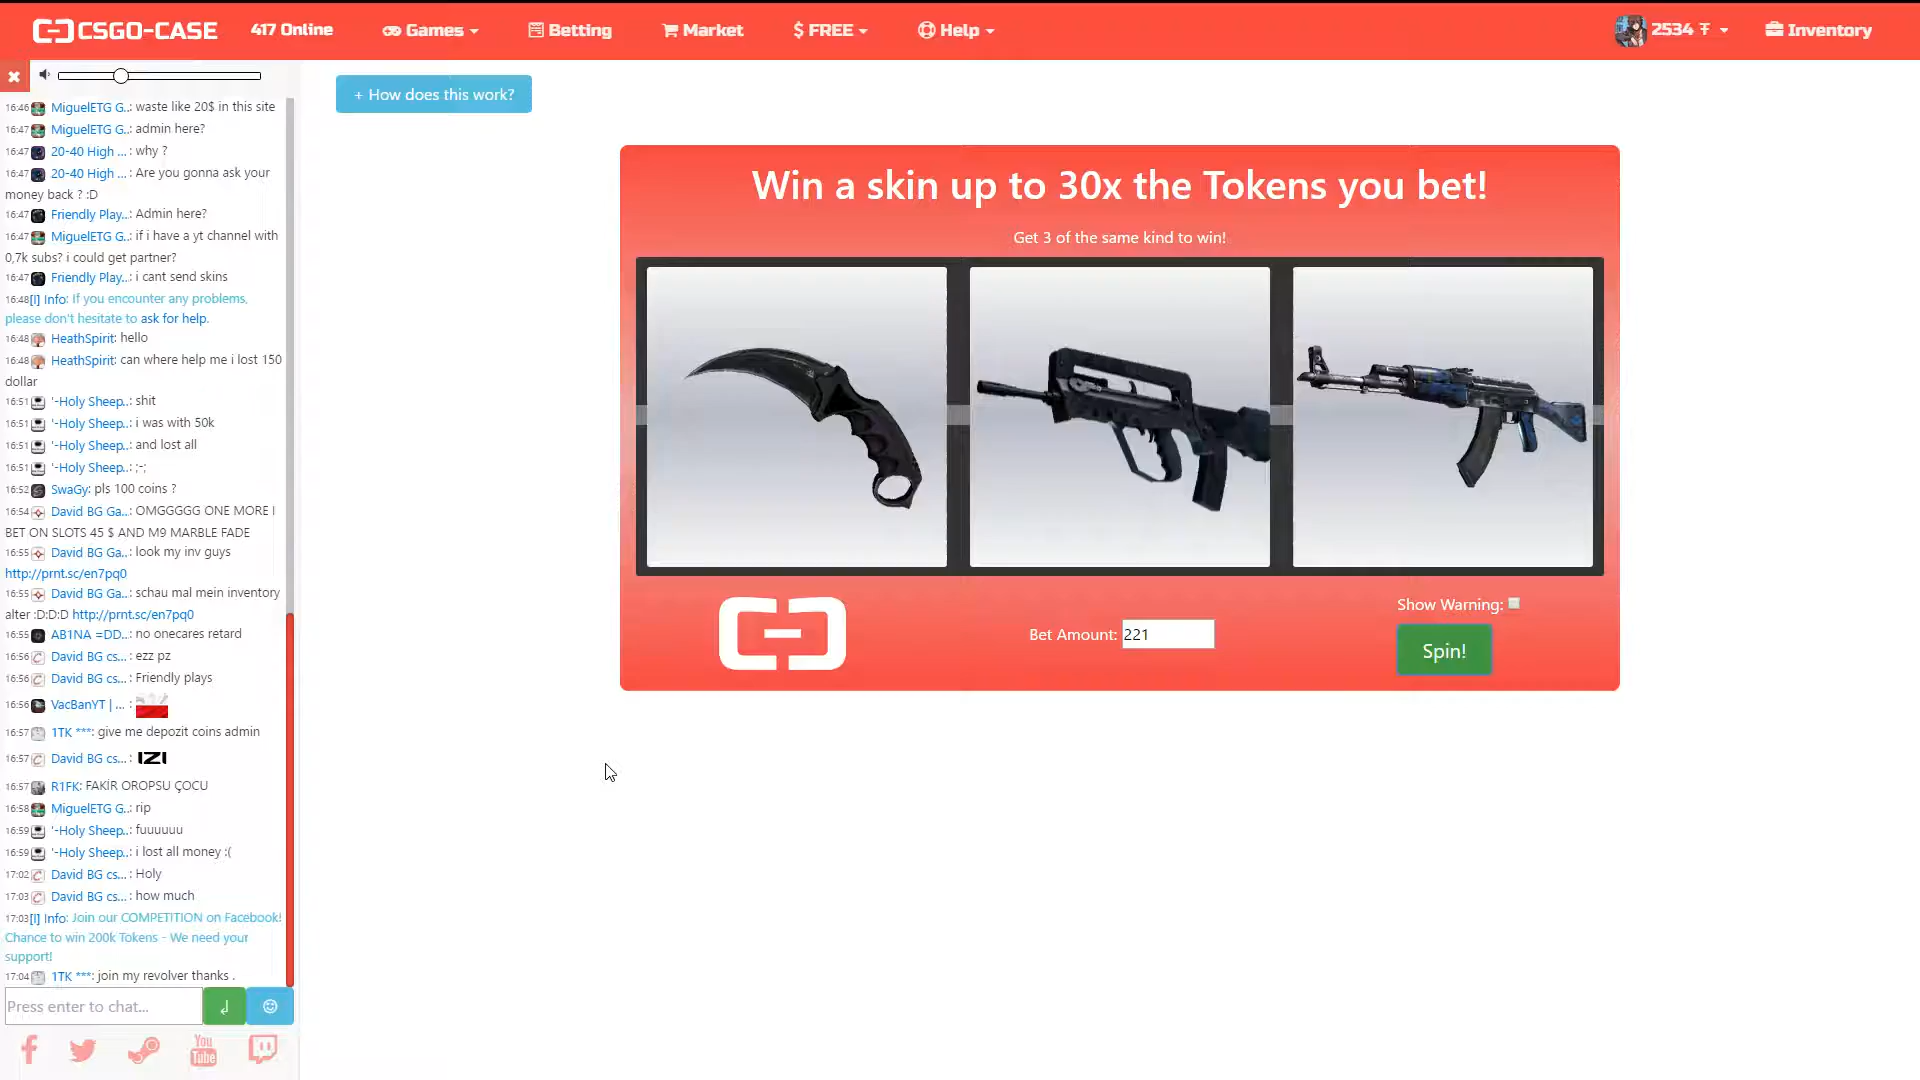 CSGO-CASE
417 Online
Games
Betting
Market
$ FREE
Help
2534 Ŧ
Inventory
16:46 MiguelETG G..: waste like 20$ in this site
16:47 MiguelETG G..: admin here?
16:47 20-40 High ...: why ?
16:47 20-40 High ...: Are you gonna ask your
money back ? :D
16:47 Friendly Play..: Admin here?
16:47 MiguelETG G..: if i have a yt channel with
0,7k subs? i could get partner?
16:47 Friendly Play..: i cant send skins
16:48 [I] Info: If you encounter any problems,
please don't hesitate to ask for help.
16:48 HeathSpirit: hello
16:48 HeathSpirit: can where help me i lost 150
dollar
16:51 '-Holy Sheep..: shit
16:51 '-Holy Sheep..: i was with 50k
16:51 '-Holy Sheep..: and lost all
16:51 '-Holy Sheep..: ;-;
16:52 SwaGy: pls 100 coins ?
16:54 David BG Ga..: OMGGGGG ONE MORE I
BET ON SLOTS 45 $ AND M9 MARBLE FADE
16:55 David BG Ga..: look my inv guys
http://prnt.sc/en7pq0
16:55 David BG Ga..: schau mal mein inventory
alter :D:D:D http://prnt.sc/en7pq0
16:55 AB1NA =DD..: no onecares retard
16:56 David BG cs...: ezz pz
16:56 David BG cs...: Friendly plays
16:56 VacBanYT | ... :
16:57 1TK ***: give me depozit coins admin
16:57 David BG cs... : IZI
16:57 R1FK: FAKİR OROPSU ÇOCU
16:58 MiguelETG G..: rip
16:59 '-Holy Sheep..: fuuuuuu
16:59 '-Holy Sheep..: i lost all money :(
17:02 David BG cs...: Holy
17:03 David BG cs...: how much
17:03 [I] Info: Join our COMPETITION on Facebook!
Chance to win 200k Tokens - We need your
support!
17:04 1TK ***: join my revolver thanks .
Press enter to chat...
You
Tube
+ How does this work?
Win a skin up to 30x the Tokens you bet!
Get 3 of the same kind to win!
Show Warning:
Bet Amount: 221
Spin!